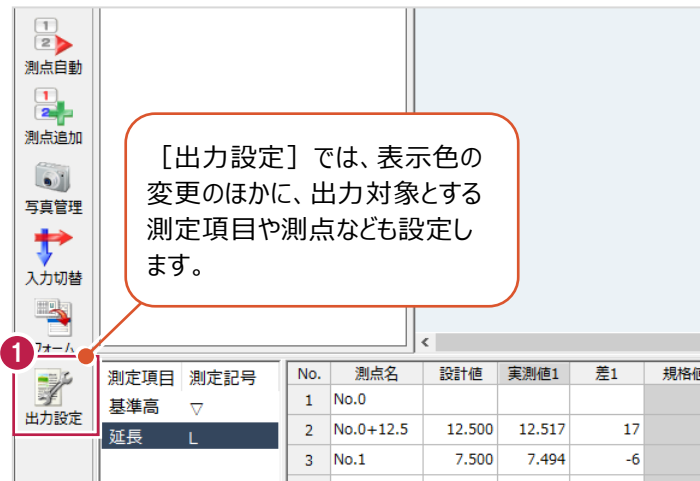 1
2
測点自動
1
2
測点追加
写真管理
入力切替
フォーム
1
出力設定
［出力設定］では、表示色の
変更のほかに、出力対象とする
測定項目や測点なども設定し
ます。
測定項目 測定記号
基準高 ▽
延長 L
No. 測点名 設計値 実測値1 差1 規格値
1 No.0
2 No.0+12.5 12.500 12.517 17
3 No.1 7.500 7.494 -6